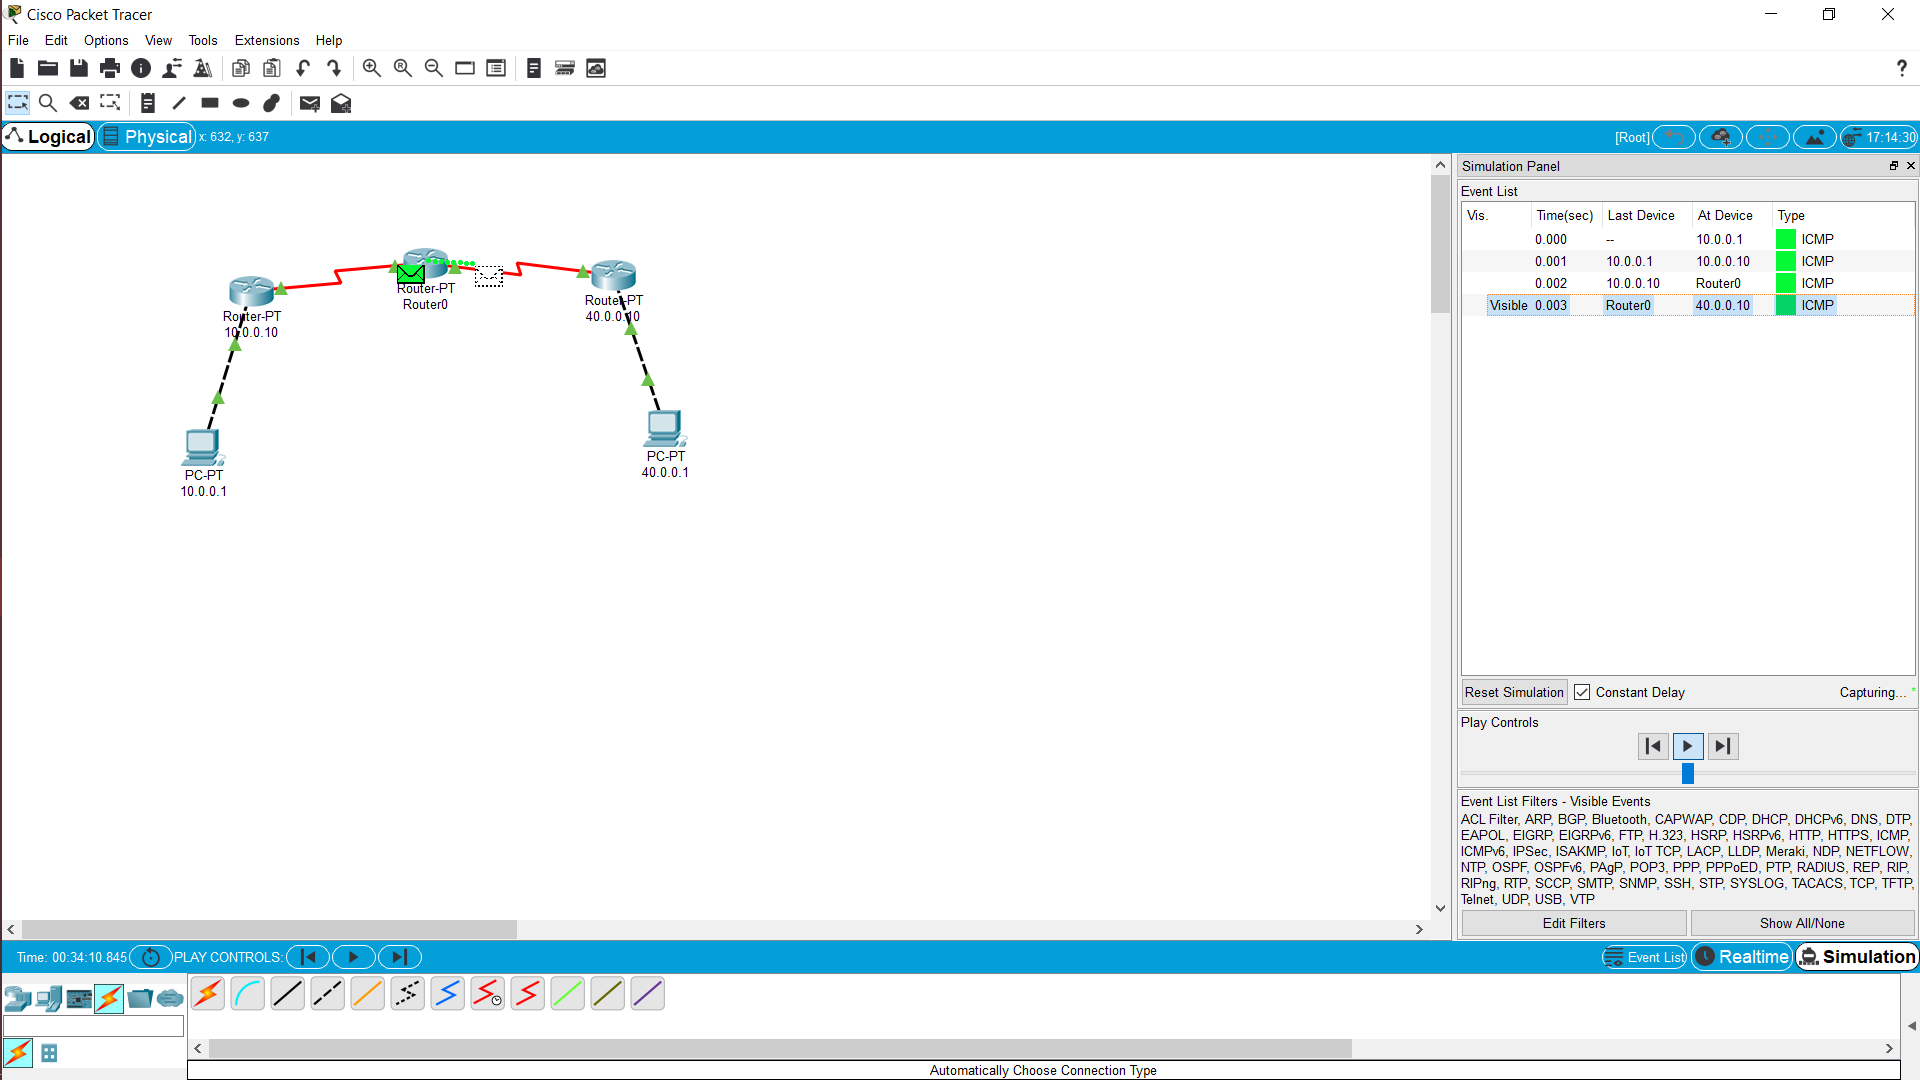 Cisco Packet Tracer
File Edit Options View Tools Extensions Help
Logical Physical x: 632, y: 637 [Root] 17:14:30
Router-PT
10.0.0.10
Router-PT
Router0
Router-PT
40.0.0.10
PC-PT
10.0.0.1
PC-PT
40.0.0.1
Simulation Panel
Event List
Vis. Time(sec) Last Device At Device Type
0.000 -- 10.0.0.1 ICMP
0.001 10.0.0.1 10.0.0.10 ICMP
0.002 10.0.0.10 Router0 ICMP
Visible 0.003 Router0 40.0.0.10 ICMP
Reset Simulation Constant Delay Capturing...
Play Controls
Event List Filters - Visible Events
ACL Filter, ARP, BGP, Bluetooth, CAPWAP, CDP, DHCP, DHCPv6, DNS, DTP,
EAPOL, EIGRP, EIGRPv6, FTP, H.323, HSRP, HSRPv6, HTTP, HTTPS, ICMP,
ICMPv6, IPSec, ISAKMP, IoT, IoT TCP, LACP, LLDP, Meraki, NDP, NETFLOW,
NTP, OSPF, OSPFv6, PAgP, POP3, PPP, PPPoED, PTP, RADIUS, REP, RIP,
RIPng, RTP, SCCP, SMTP, SNMP, SSH, STP, SYSLOG, TACACS, TCP, TFTP,
Telnet, UDP, USB, VTP
Edit Filters Show All/None
Time: 00:34:10.845 PLAY CONTROLS: Event List Realtime Simulation
Automatically Choose Connection Type